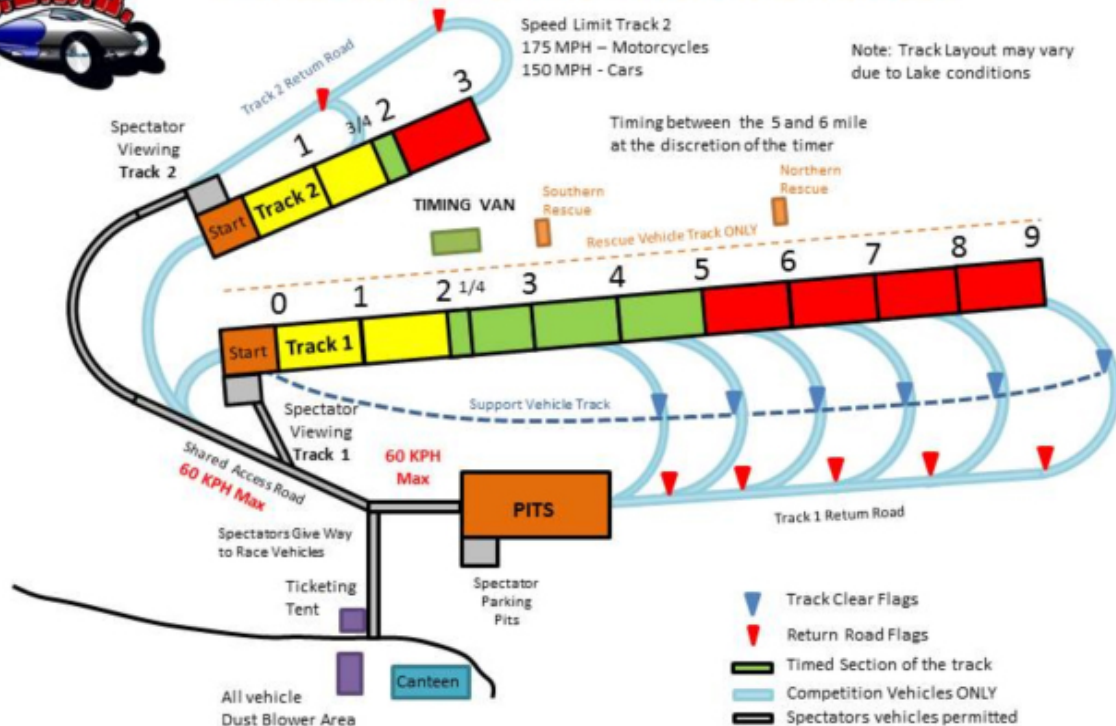 Speed Limit Track 2
175 MPH – Motorcycles
150 MPH - Cars
Note: Track Layout may vary
due to Lake conditions
Track 2 Return Road
Spectator
Viewing
Track 2
1
3/4
2
3
Start
Track 2
Timing between the 5 and 6 mile
at the discretion of the timer
TIMING VAN
Southern
Rescue
Northern
Rescue
Rescue Vehicle Track ONLY
0
1
2
1/4
3
4
5
6
7
8
9
Start
Track 1
Support Vehicle Track
Spectator
Viewing
Track 1
Shared Access Road
60 KPH Max
60 KPH
Max
PITS
Track 1 Return Road
Spectators Give Way
to Race Vehicles
Ticketing
Tent
Spectator
Parking
Pits
Canteen
All vehicle
Dust Blower Area
Track Clear Flags
Return Road Flags
Timed Section of the track
Competition Vehicles ONLY
Spectators vehicles permitted